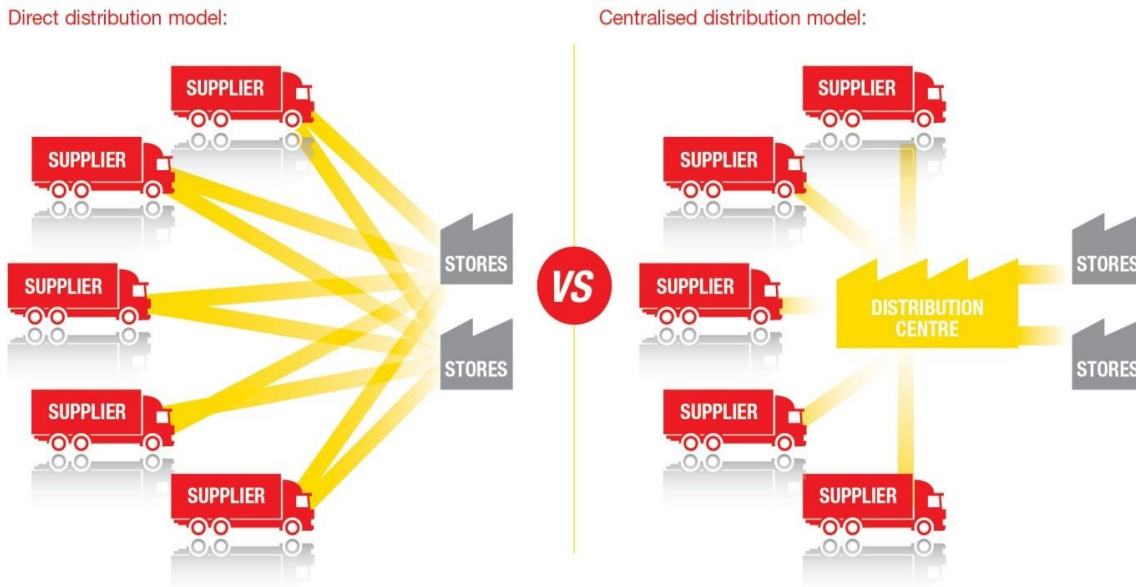 Direct distribution model:
SUPPLIER
SUPPLIER
SUPPLIER
SUPPLIER
SUPPLIER
STORES
STORES
VS
Centralised distribution model:
SUPPLIER
SUPPLIER
SUPPLIER
SUPPLIER
SUPPLIER
DISTRIBUTION
CENTRE
STORES
STORES